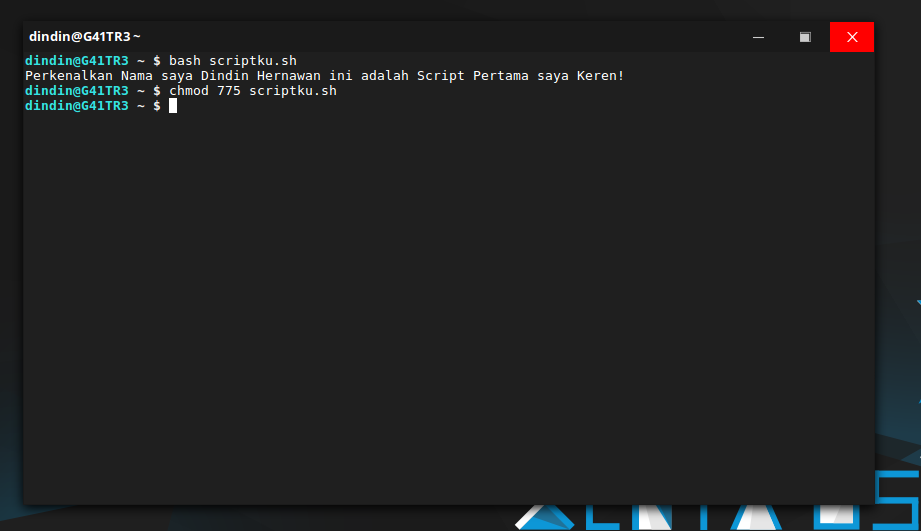 dindin@G41TR3 ~
dindin@G41TR3 ~ $ bash scriptku.sh
Perkenalkan Nama saya Dindin Hernawan ini adalah Script Pertama saya Keren!
dindin@G41TR3 ~ $ chmod 775 scriptku.sh
dindin@G41TR3 ~ $